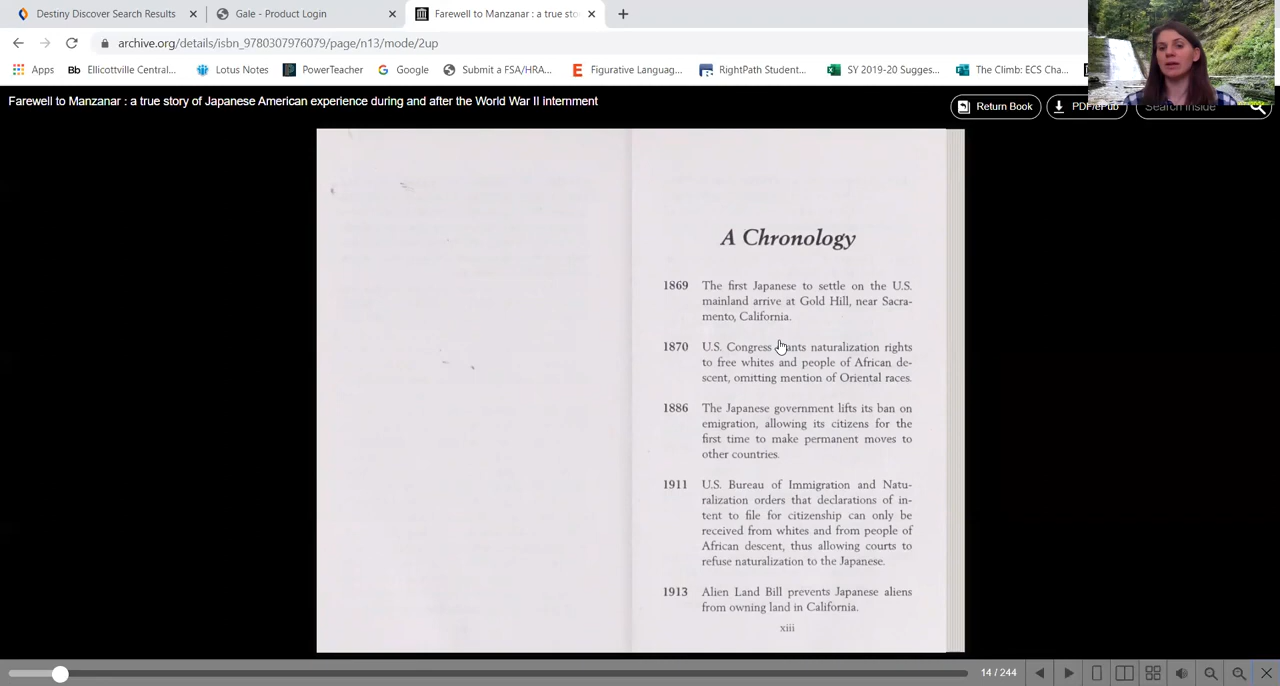 Destiny Discover Search Results
Gale - Product Login
Farewell to Manzanar : a true sto
archive.org/details/isbn_9780307976079/page/n13/mode/2up
Apps
Bb Ellicottville Central...
Lotus Notes
PowerTeacher
Google
Submit a FSA/HRA...
Figurative Languag...
RightPath Student...
SY 2019-20 Sugges...
The Climb: ECS Cha...
Farewell to Manzanar : a true story of Japanese American experience during and after the World War II internment
Return Book
PDF/ePub
Search inside
A Chronology
1869 The first Japanese to settle on the U.S.
mainland arrive at Gold Hill, near Sacra-
mento, California.
1870 U.S. Congress grants naturalization rights
to free whites and people of African de-
scent, omitting mention of Oriental races.
1886 The Japanese government lifts its ban on
emigration, allowing its citizens for the
first time to make permanent moves to
other countries.
1911 U.S. Bureau of Immigration and Natu-
ralization orders that declarations of in-
tent to file for citizenship can only be
received from whites and from people of
African descent, thus allowing courts to
refuse naturalization to the Japanese.
1913 Alien Land Bill prevents Japanese aliens
from owning land in California.
xiii
14 / 244